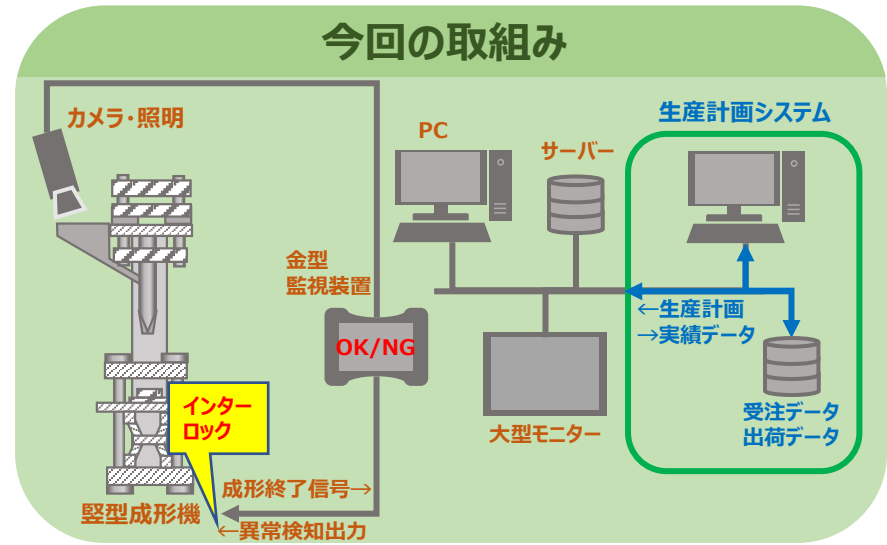 今回の取組み
カメラ・照明
PC
サーバー
生産計画システム
金型
監視装置
OK/NG
←生産計画
→実績データ
インター
ロック
大型モニター
受注データ
出荷データ
成形終了信号→
竪型成形機
←異常検知出力